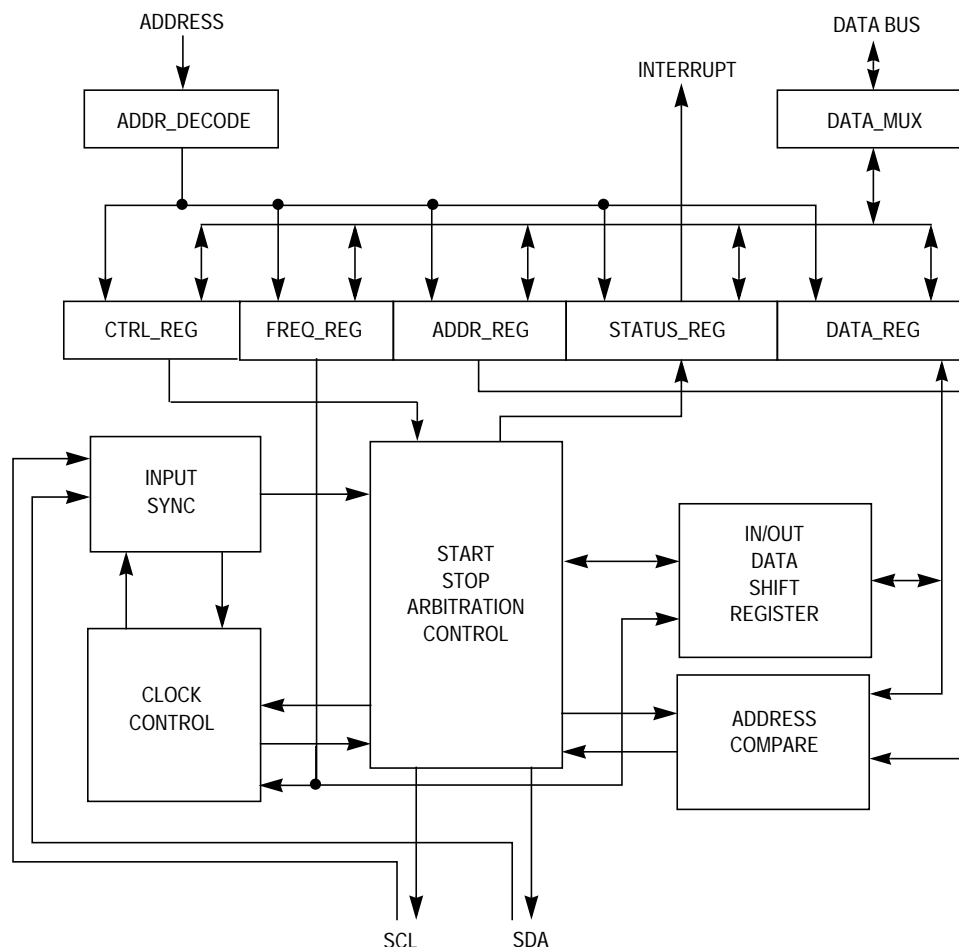 ADDRESS
DATA BUS
INTERRUPT
ADDR_DECODE
DATA_MUX
CTRL_REG
FREQ_REG
ADDR_REG
STATUS_REG
DATA_REG
INPUT
SYNC
START
STOP
ARBITRATION
CONTROL
IN/OUT
DATA
SHIFT
REGISTER
CLOCK
CONTROL
ADDRESS
COMPARE
SCL
SDA